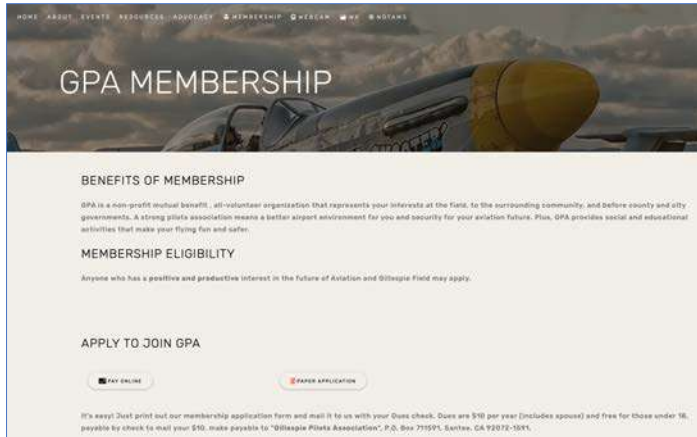 HOME ABOUT EVENTS RESOURCES ADVOCACY MEMBERSHIP WEBCAM WX NOTAMS
GPA MEMBERSHIP
BENEFITS OF MEMBERSHIP
GPA is a non-profit mutual benefit , all-volunteer organization that represents your interests at the field, to the surrounding community, and before county and city
governments. A strong pilots association means a better airport environment for you and security for your aviation future. Plus, GPA provides social and educational
activities that make your flying fun and safer.
MEMBERSHIP ELIGIBILITY
Anyone who has a positive and productive interest in the future of Aviation and Gillespie Field may apply.
APPLY TO JOIN GPA
PAY ONLINE
PAPER APPLICATION
It's easy! Just print out our membership application form and mail it to us with your Dues check. Dues are $10 per year (includes spouse) and free for those under 18,
payable by check to mail your $10, make payable to "Gillespie Pilots Association", P.O. Box 711591, Santee, CA 92072-1591.